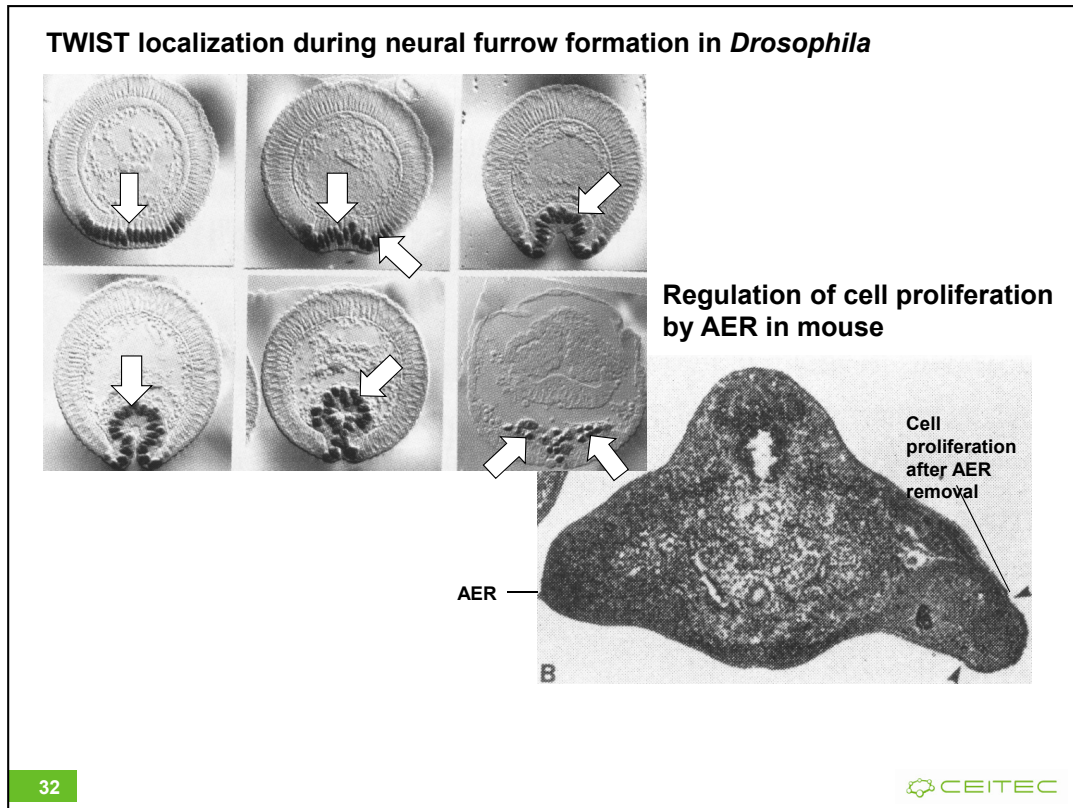 TWIST localization during neural furrow formation in Drosophila
Regulation of cell proliferation
by AER in mouse
Cell
proliferation
after AER
removal
AER
B
32
CEITEC